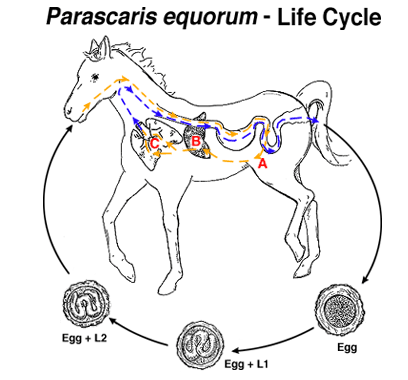 Parascaris equorum - Life Cycle
C
B
A
Egg + L2
Egg + L1
Egg